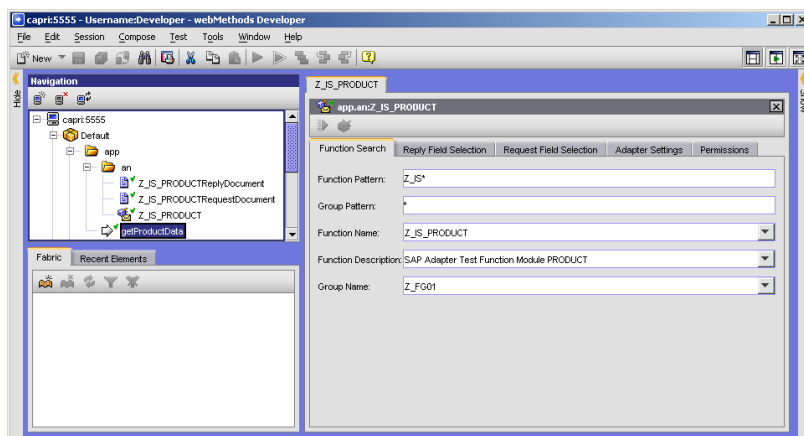 capri:5555 - Username:Developer - webMethods Developer
File Edit Session Compose Test Tools Window Help
New
Hide
Navigation
capri:5555
Default
app
an
Z_IS_PRODUCTReplyDocument
Z_IS_PRODUCTRequestDocument
Z_IS_PRODUCT
getProductData
Fabric Recent Elements
Z_IS_PRODUCT
app.an:Z_IS_PRODUCT
Function Search Reply Field Selection Request Field Selection Adapter Settings Permissions
Function Pattern: Z_IS*
Group Pattern: *
Function Name: Z_IS_PRODUCT
Function Description: SAP Adapter Test Function Module PRODUCT
Group Name: Z_FG01